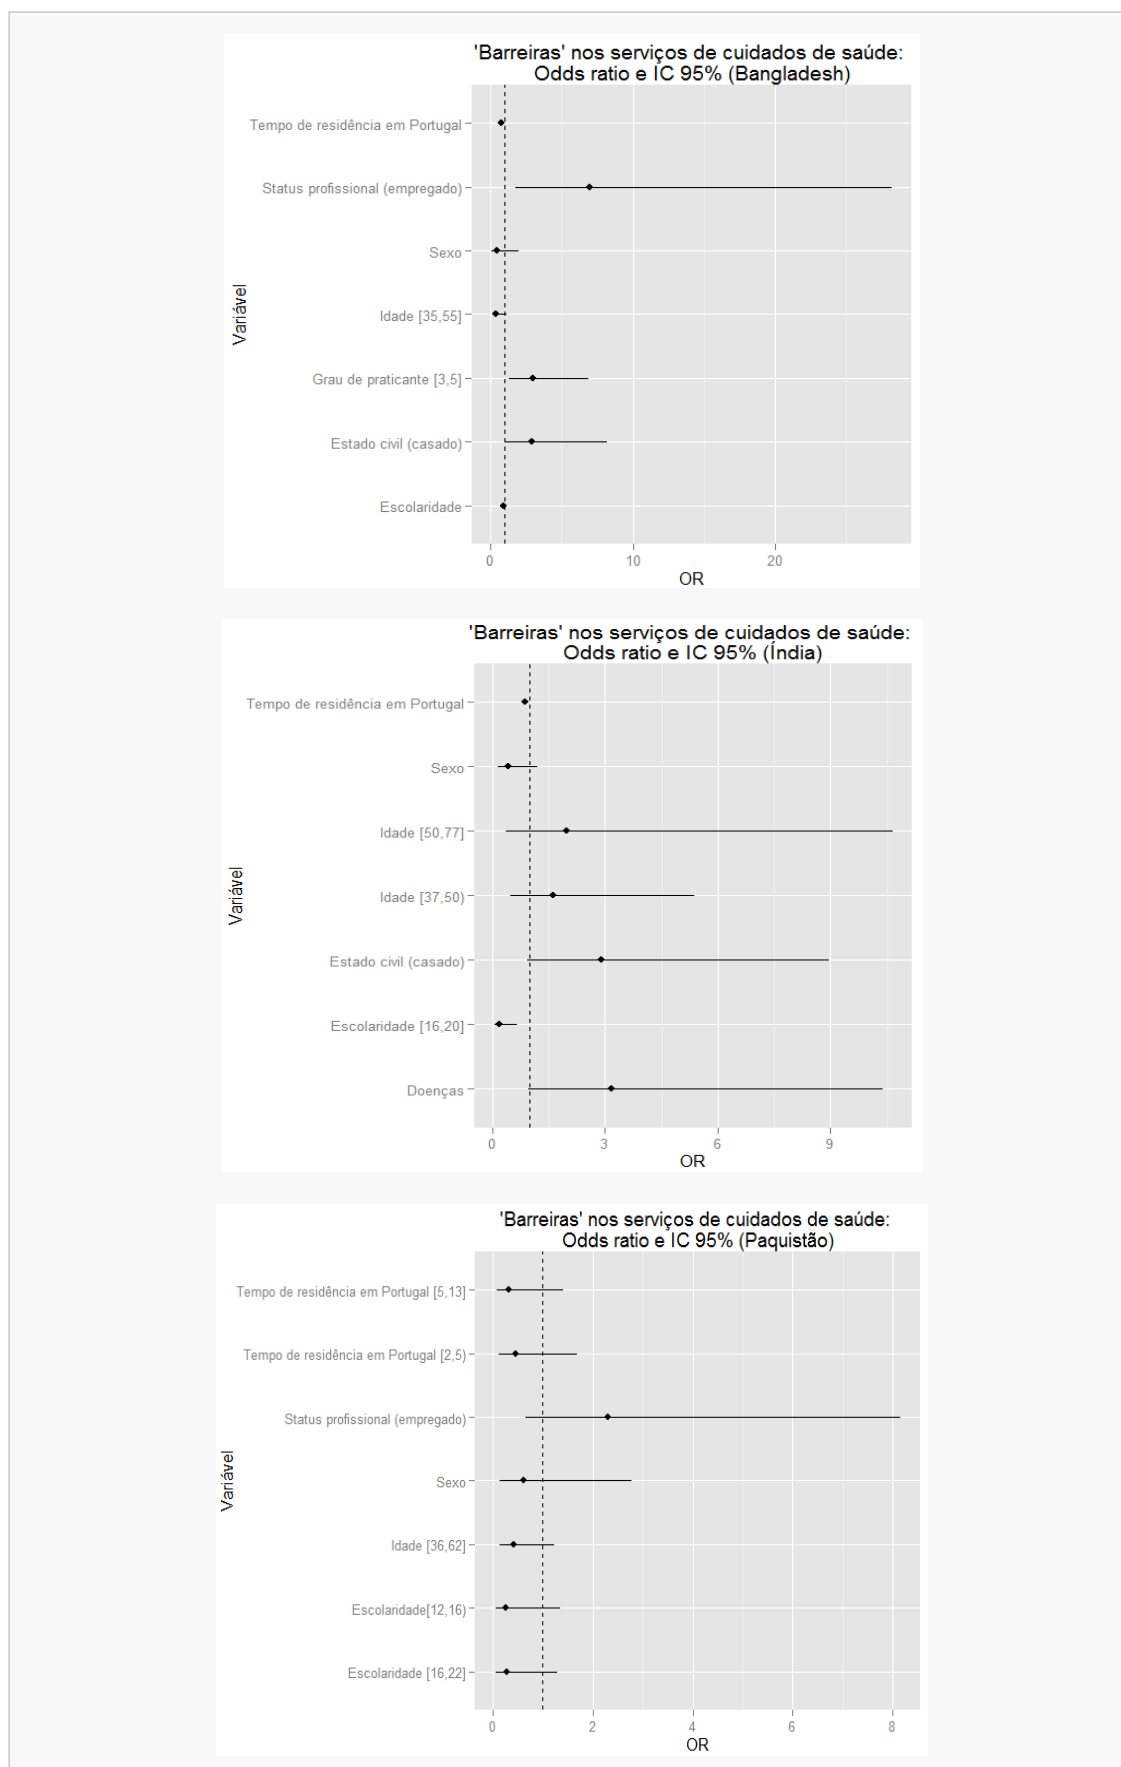 'Barreiras' nos serviços de cuidados de saúde:
Odds ratio e IC 95% (Bangladesh)
Variável
Tempo de residência em Portugal
Status profissional (empregado)
Sexo
Idade [35,55]
Grau de praticante [3,5]
Estado civil (casado)
Escolaridade
0 10 20
OR
'Barreiras' nos serviços de cuidados de saúde:
Odds ratio e IC 95% (Índia)
Variável
Tempo de residência em Portugal
Sexo
Idade [50,77]
Idade [37,50)
Estado civil (casado)
Escolaridade [16,20]
Doenças
0 3 6 9
OR
'Barreiras' nos serviços de cuidados de saúde:
Odds ratio e IC 95% (Paquistão)
Variável
Tempo de residência em Portugal [5,13]
Tempo de residência em Portugal [2,5)
Status profissional (empregado)
Sexo
Idade [36,62]
Escolaridade[12,16)
Escolaridade [16,22]
0 2 4 6 8
OR